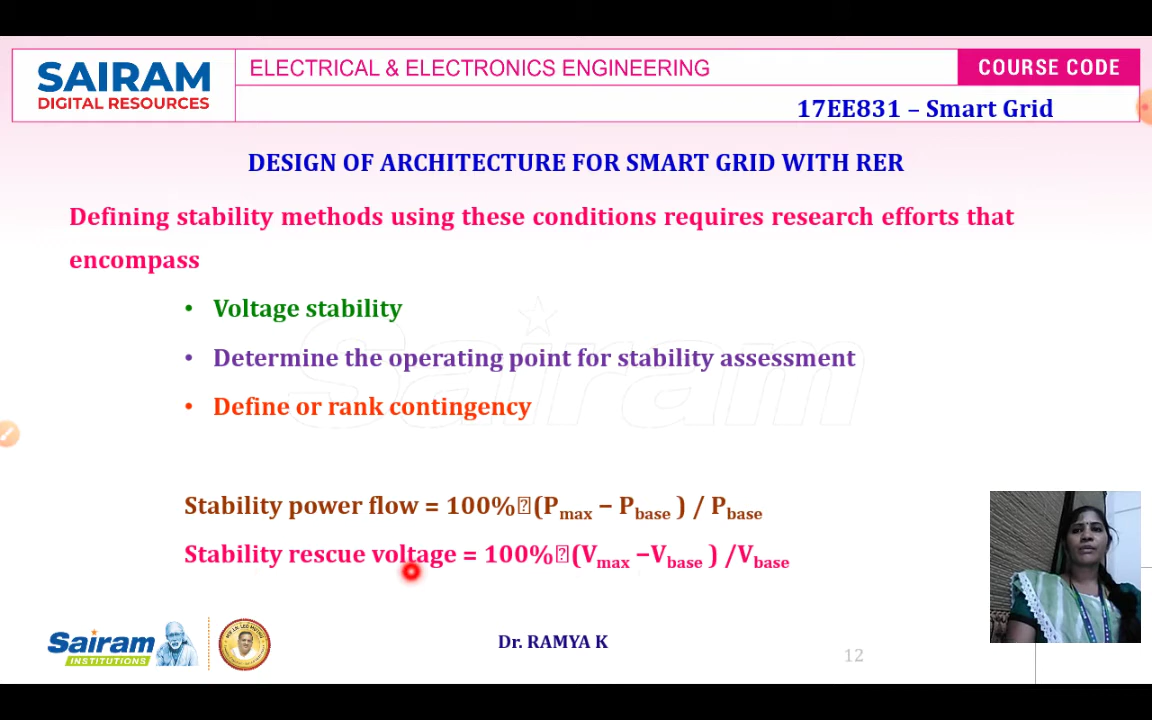 SAIRAM
DIGITAL RESOURCES
ELECTRICAL & ELECTRONICS ENGINEERING
COURSE CODE
17EE831 – Smart Grid
DESIGN OF ARCHITECTURE FOR SMART GRID WITH RER
Defining stability methods using these conditions requires research efforts that
encompass
• Voltage stability
• Determine the operating point for stability assessment
• Define or rank contingency
Sairam
Stability power flow = 100%⍰(Pmax − Pbase ) / Pbase
Stability rescue voltage = 100%⍰(Vmax −Vbase ) /Vbase
Sairam
INSTITUTIONS
Dr. RAMYA K
12